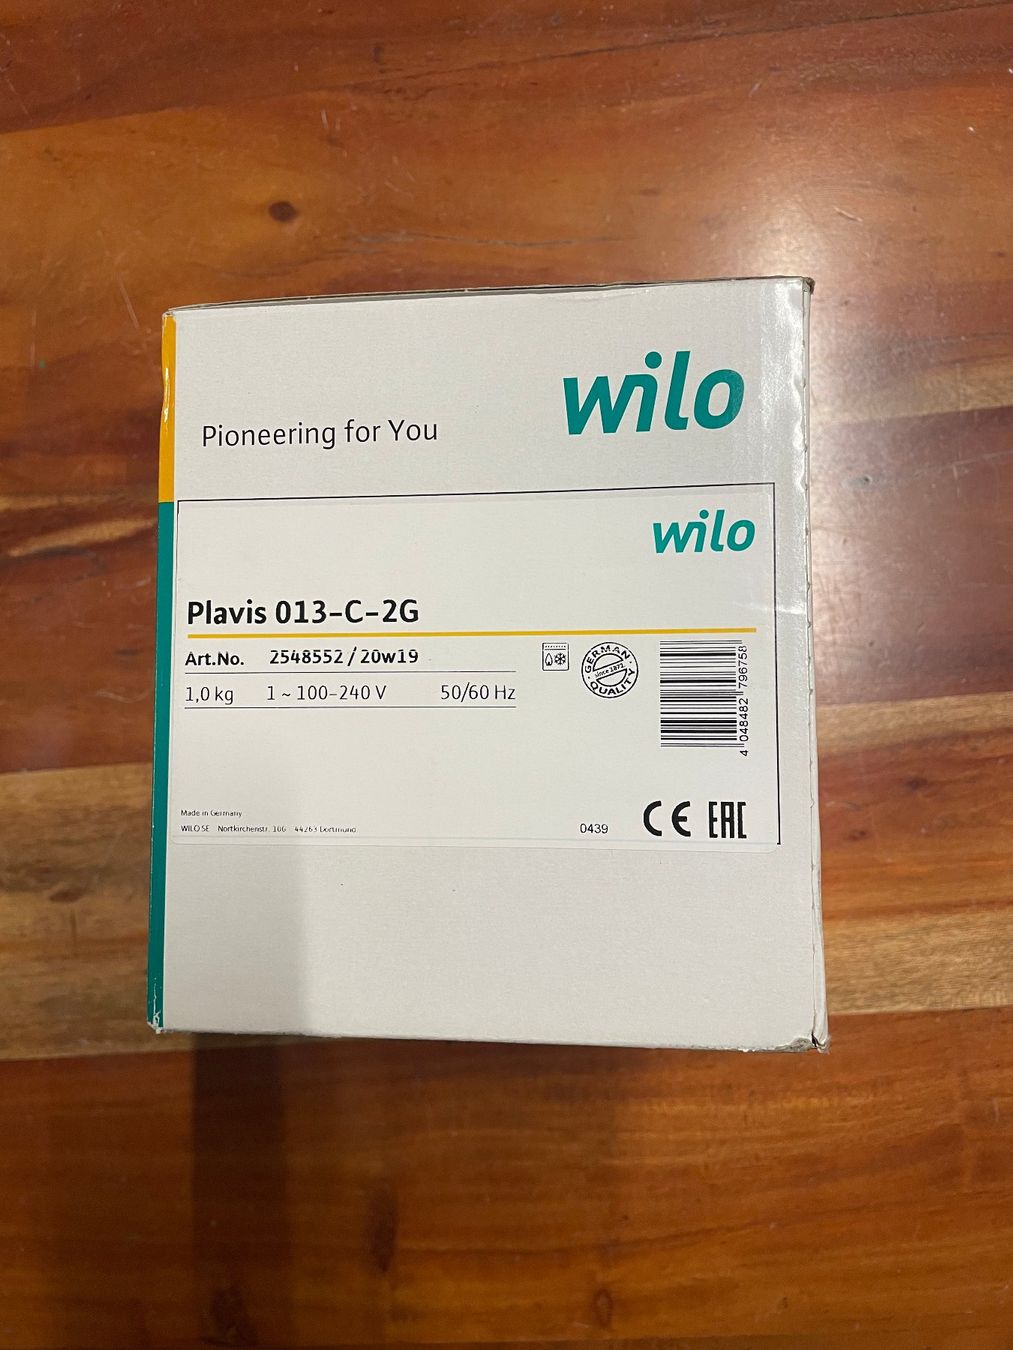 wilo
Pioneering for You
wilo
Plavis 013-C-2G
Art.No. 2548552 / 20w19
1,0 kg 1 ~ 100-240 V 50/60 Hz
GERMAN
since 1872
QUALITY
4 048482 796758
Made in Germany
WILO SE Nortkirchenstr. 100 44263 Dortmund
0439 CE EAC